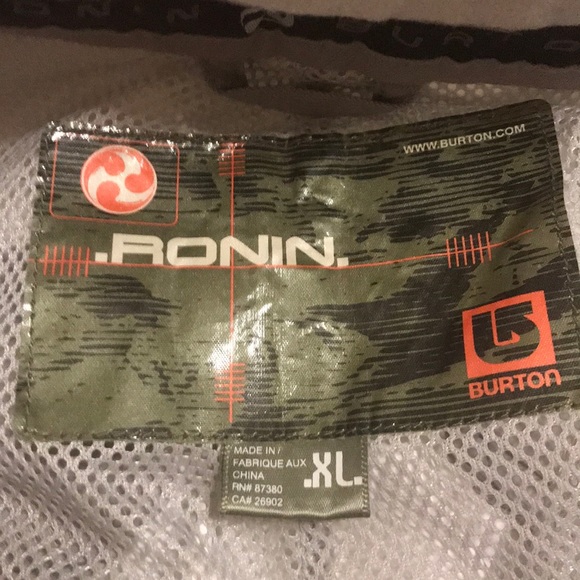 WWW.BURTON.COM
.RONIN.
BURTON
MADE IN /
FABRIQUE AUX
CHINA
RN# 87380
CA# 26902
.XL.